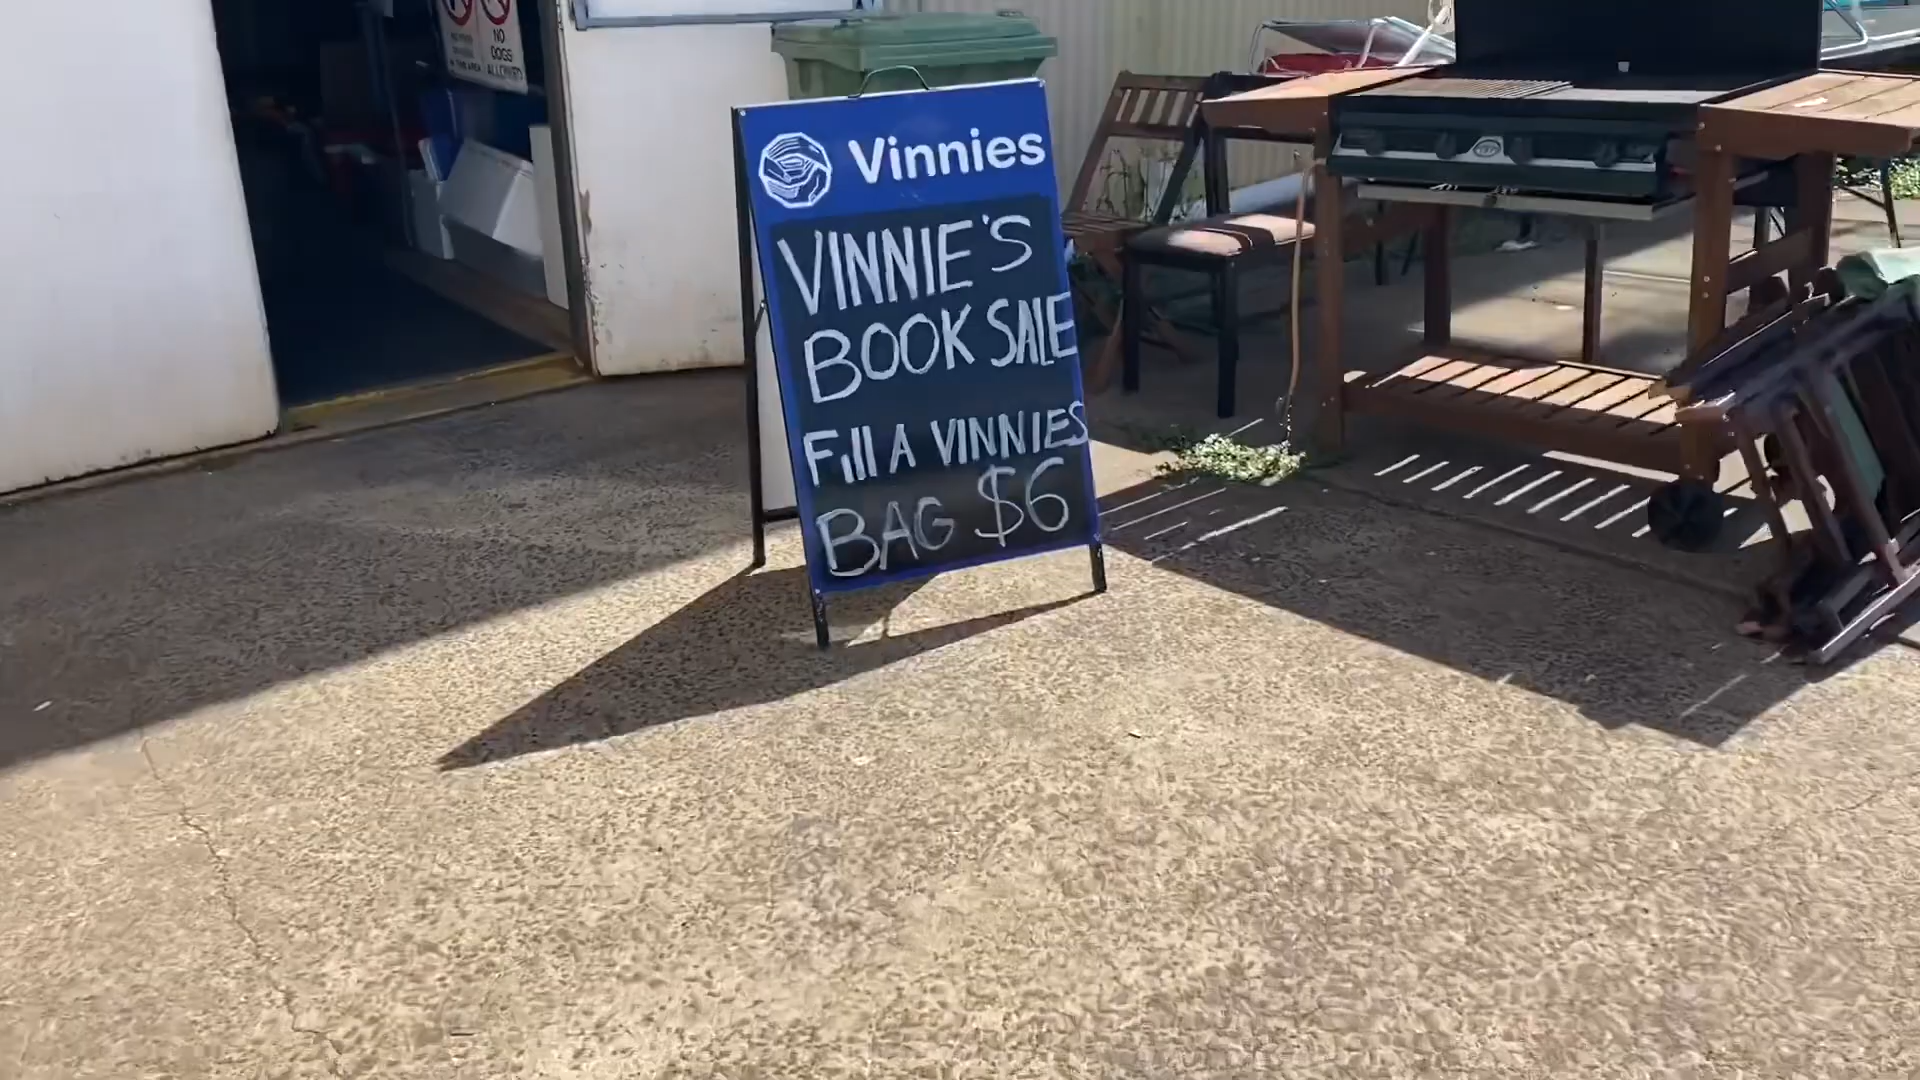 NO
DOGS
ALLOWED
Vinnies
VINNIE'S
BOOK SALE
Fill A VINNIES
BAG $6